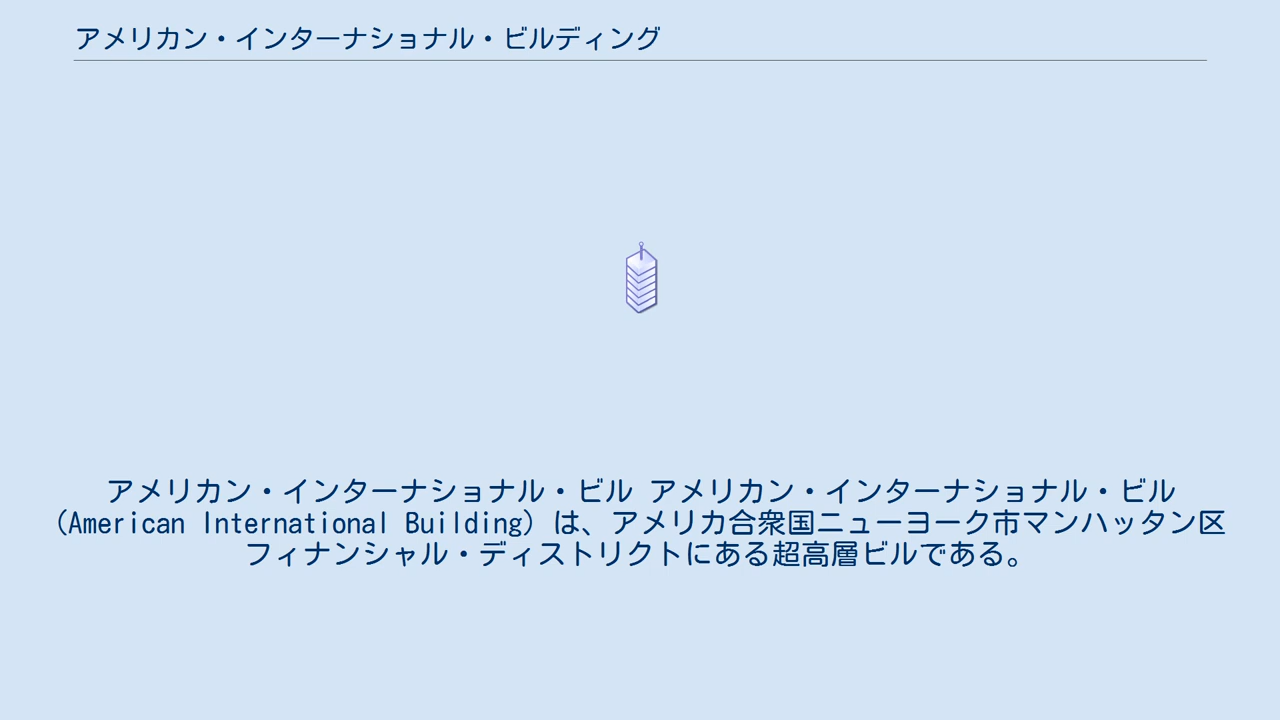 アメリカン・インターナショナル・ビルディング
アメリカン・インターナショナル・ビル アメリカン・インターナショナル・ビル
(American International Building) は、アメリカ合衆国ニューヨーク市マンハッタン区
フィナンシャル・ディストリクトにある超高層ビルである。